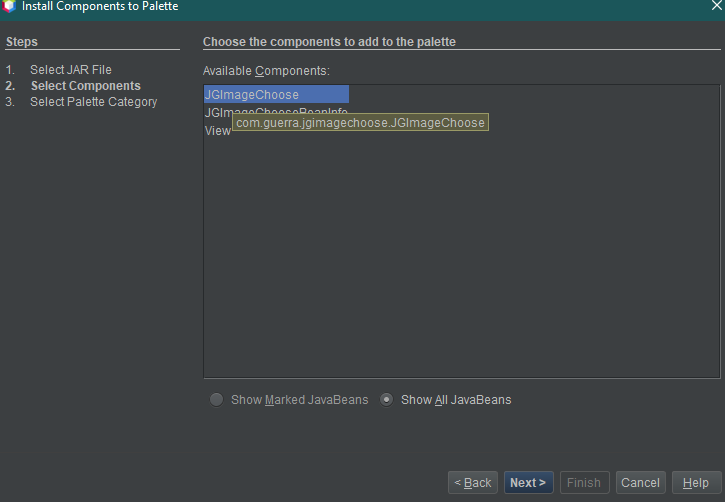 Install Components to Palette
Steps
1. Select JAR File
2. Select Components
3. Select Palette Category
Choose the components to add to the palette
Available Components:
JGImageChoose
JGImageChooseBeanInfo
View
com.guerra.jgimagechoose.JGImageChoose
Show Marked JavaBeans
Show All JavaBeans
< Back
Next >
Finish
Cancel
Help